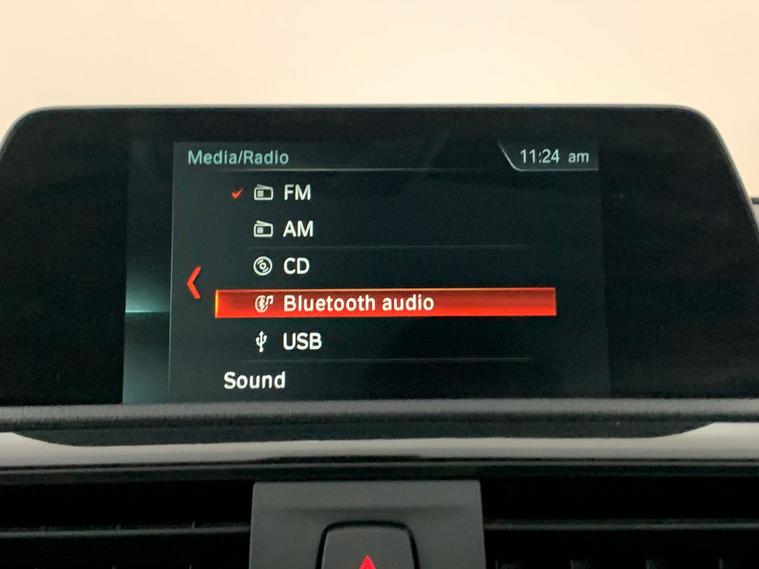 Media/Radio
11:24 am
FM
AM
CD
Bluetooth audio
USB
Sound